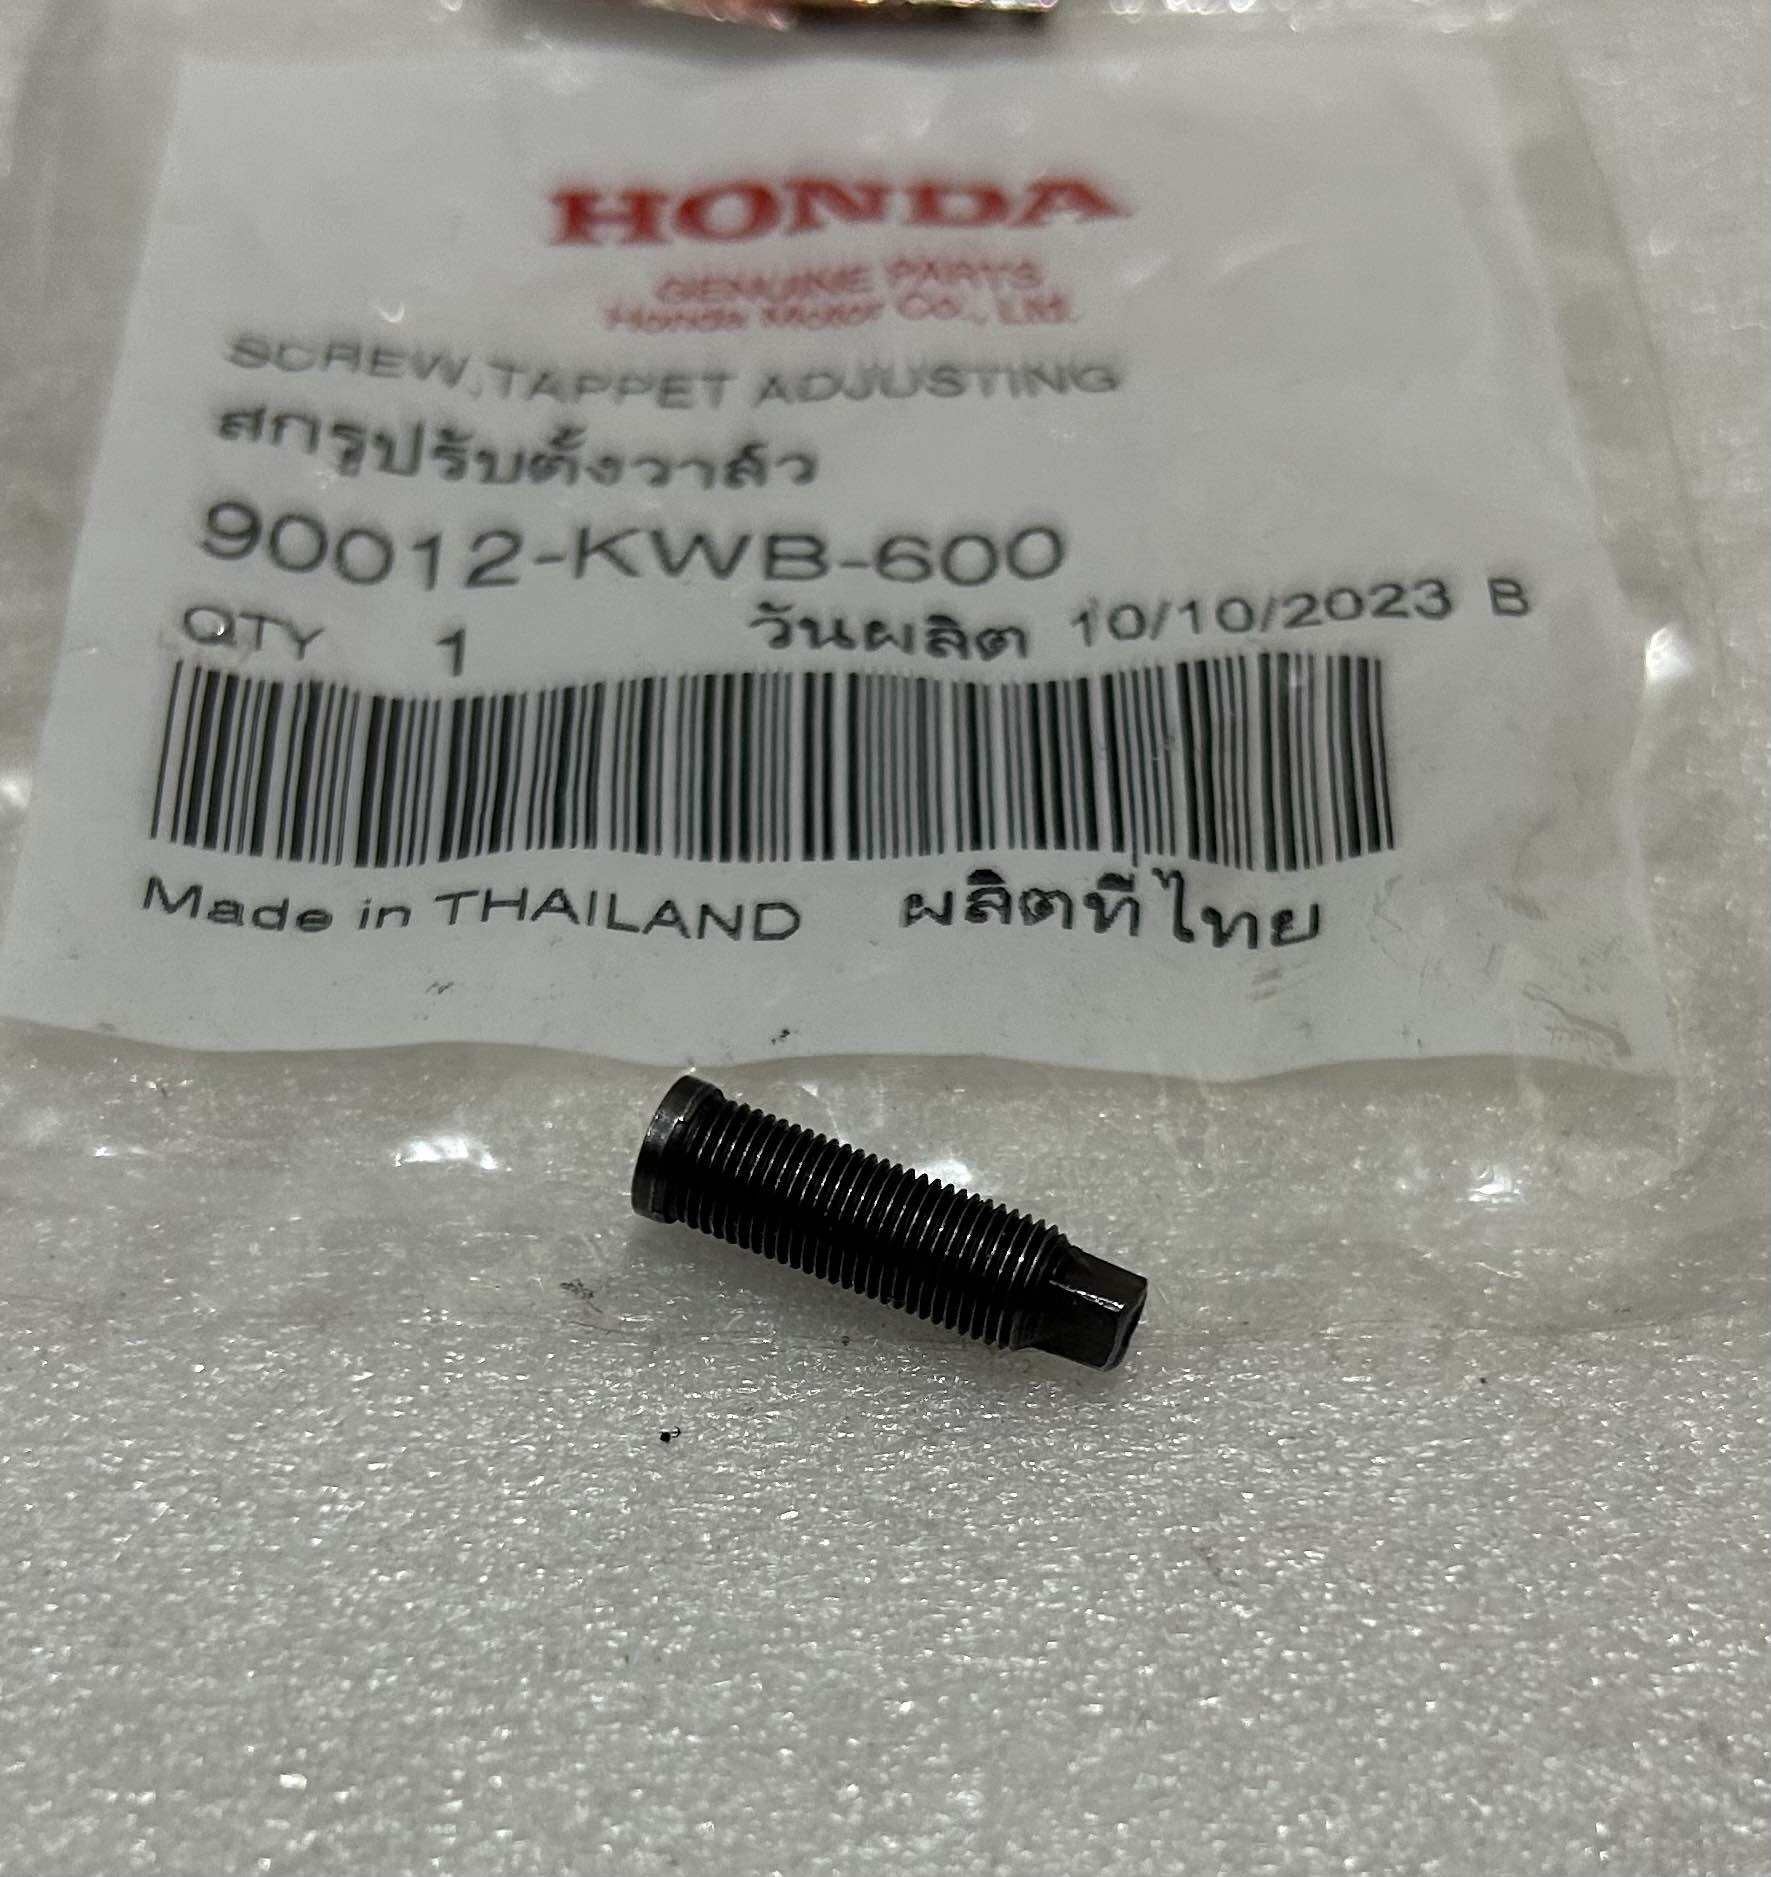 HONDA
GENUINE PARTS
Honda Motor Co., Ltd.
SCREW,TAPPET ADJUSTING
สกรูปรับตั้งวาล์ว
90012-KWB-600
QTY 1 วันผลิต 10/10/2023 B
Made in THAILAND ผลิตที่ไทย